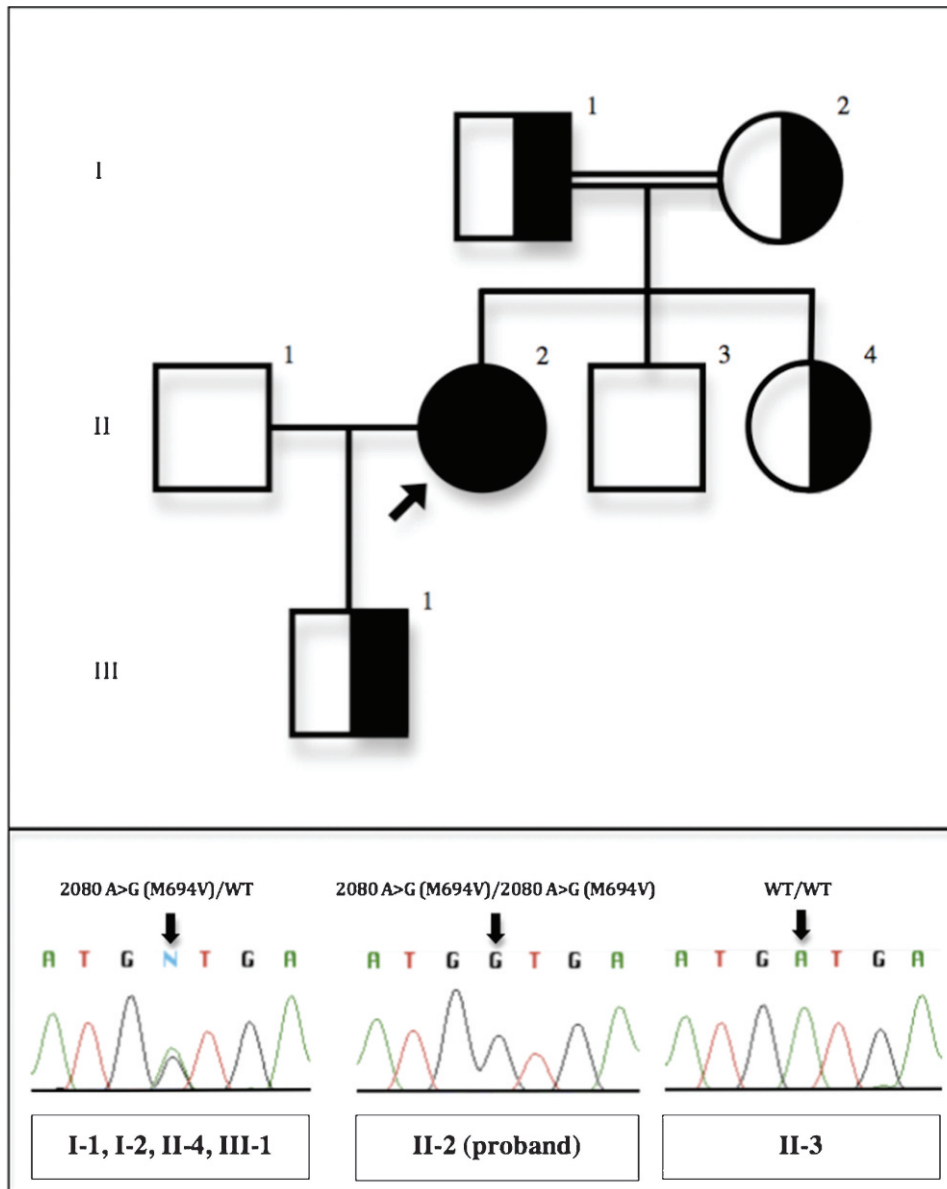 1 2
I
1 2 3 4
II
1
III
2080 A>G (M694V)/WT 2080 A>G (M694V)/2080 A>G (M694V) WT/WT
A T G N T G A A T G G T G A A T G A T G A
I-1, I-2, II-4, III-1 II-2 (proband) II-3